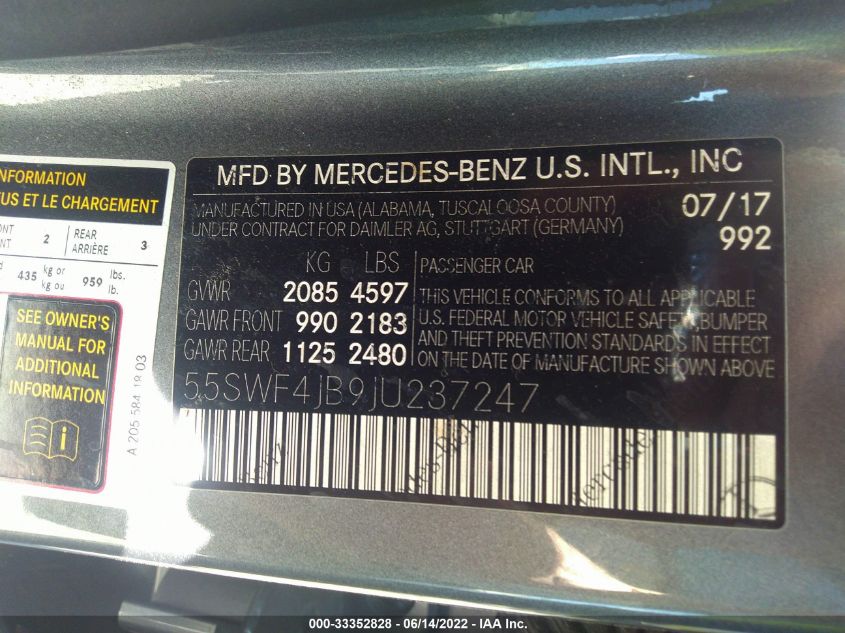 INFORMATION
TUS ET LE CHARGEMENT
2 REAR ARRIÈRE 3
435 kg or kg ou 959 lbs. lb.
SEE OWNER'S
MANUAL FOR
ADDITIONAL
INFORMATION
A 205 584 18 03
MFD BY MERCEDES-BENZ U.S. INTL., INC
MANUFACTURED IN USA (ALABAMA, TUSCALOOSA COUNTY) 07/17
UNDER CONTRACT FOR DAIMLER AG, STUTTGART (GERMANY) 992
KG LBS PASSENGER CAR
GVWR 2085 4597 THIS VEHICLE CONFORMS TO ALL APPLICABLE
GAWR FRONT 990 2183 U.S. FEDERAL MOTOR VEHICLE SAFETY, BUMPER
GAWR REAR 1125 2480 AND THEFT PREVENTION STANDARDS IN EFFECT
ON THE DATE OF MANUFACTURE SHOWN ABOVE
55SWF4JB9JU237247
000-33352828 - 06/14/2022 - IAA Inc.